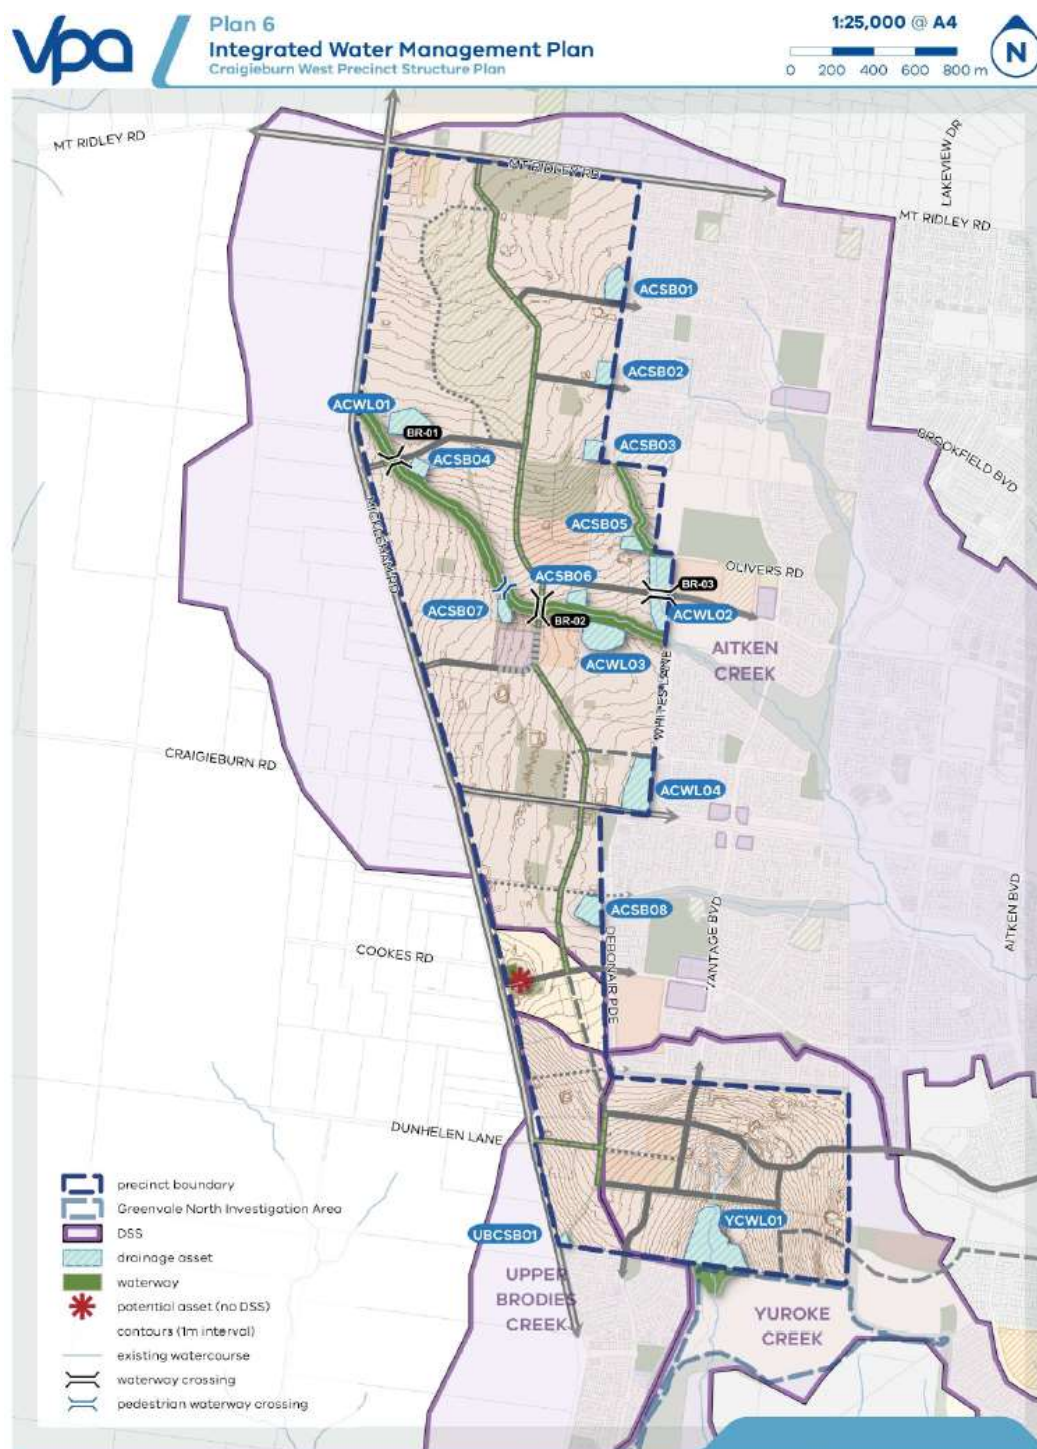 vpa
Plan 6
Integrated Water Management Plan
Craigieburn West Precinct Structure Plan
1:25,000 @ A4
0 200 400 600 800 m
N
MT RIDLEY RD
MT RIDLEY RD
LAKEVIEW DR
MT RIDLEY RD
ACSB01
ACSB02
ACWL01
BR-01
ACSB03
ACSB04
BROOKFIELD BVD
ACSB05
OLIVERS RD
ACSB06
BR-03
MICKLEHAM RD
ACSB07
BR-02
ACWL02
ACWL03
AITKEN
CREEK
WHITES LANE
CRAIGIEBURN RD
ACWL04
ACSB08
AITKEN BVD
VANTAGE BVD
DEBONAIR PDE
COOKES RD
DUNHELEN LANE
UBCSB01
YCWL01
UPPER
BRODIES
CREEK
YUROKE
CREEK
precinct boundary
Greenvale North Investigation Area
DSS
drainage asset
waterway
potential asset (no DSS)
contours (1m interval)
existing watercourse
waterway crossing
pedestrian waterway crossing